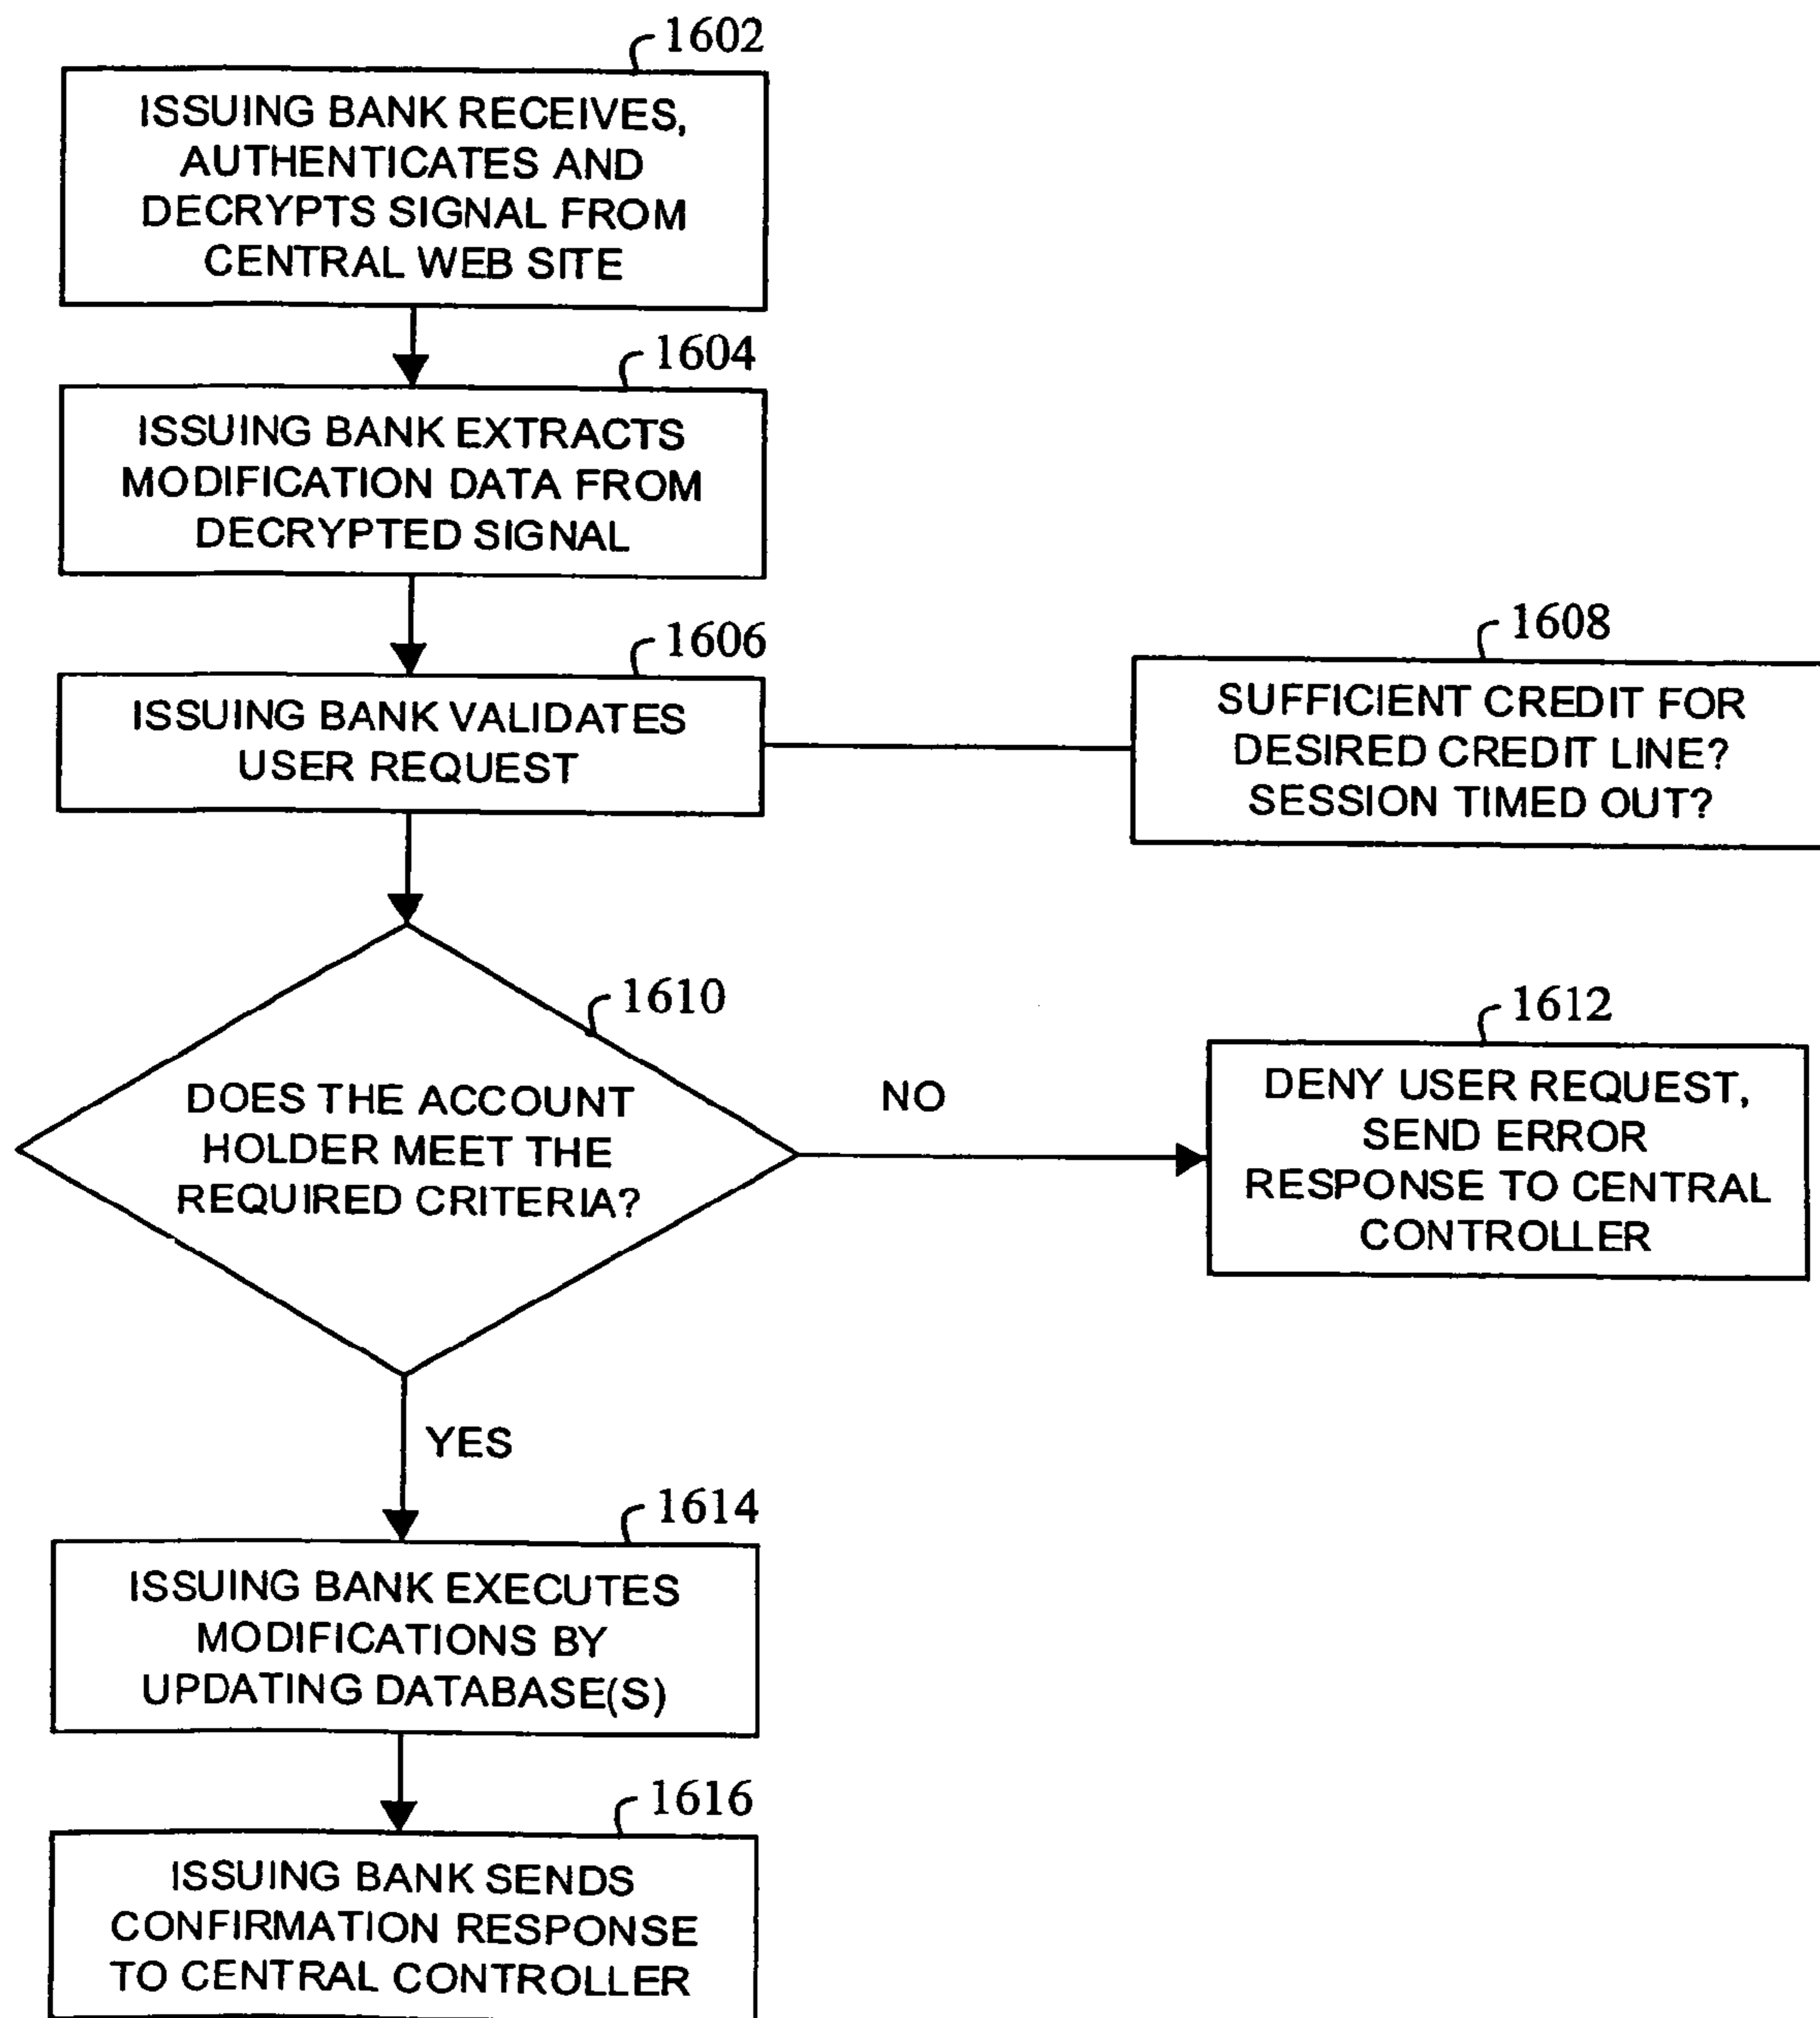 1602
ISSUING BANK RECEIVES,
AUTHENTICATES AND
DECRYPTS SIGNAL FROM
CENTRAL WEB SITE
1604
ISSUING BANK EXTRACTS
MODIFICATION DATA FROM
DECRYPTED SIGNAL
1606
ISSUING BANK VALIDATES
USER REQUEST
1608
SUFFICIENT CREDIT FOR
DESIRED CREDIT LINE?
SESSION TIMED OUT?
1610
DOES THE ACCOUNT
HOLDER MEET THE
REQUIRED CRITERIA?
NO
1612
DENY USER REQUEST,
SEND ERROR
RESPONSE TO CENTRAL
CONTROLLER
YES
1614
ISSUING BANK EXECUTES
MODIFICATIONS BY
UPDATING DATABASE(S)
1616
ISSUING BANK SENDS
CONFIRMATION RESPONSE
TO CENTRAL CONTROLLER